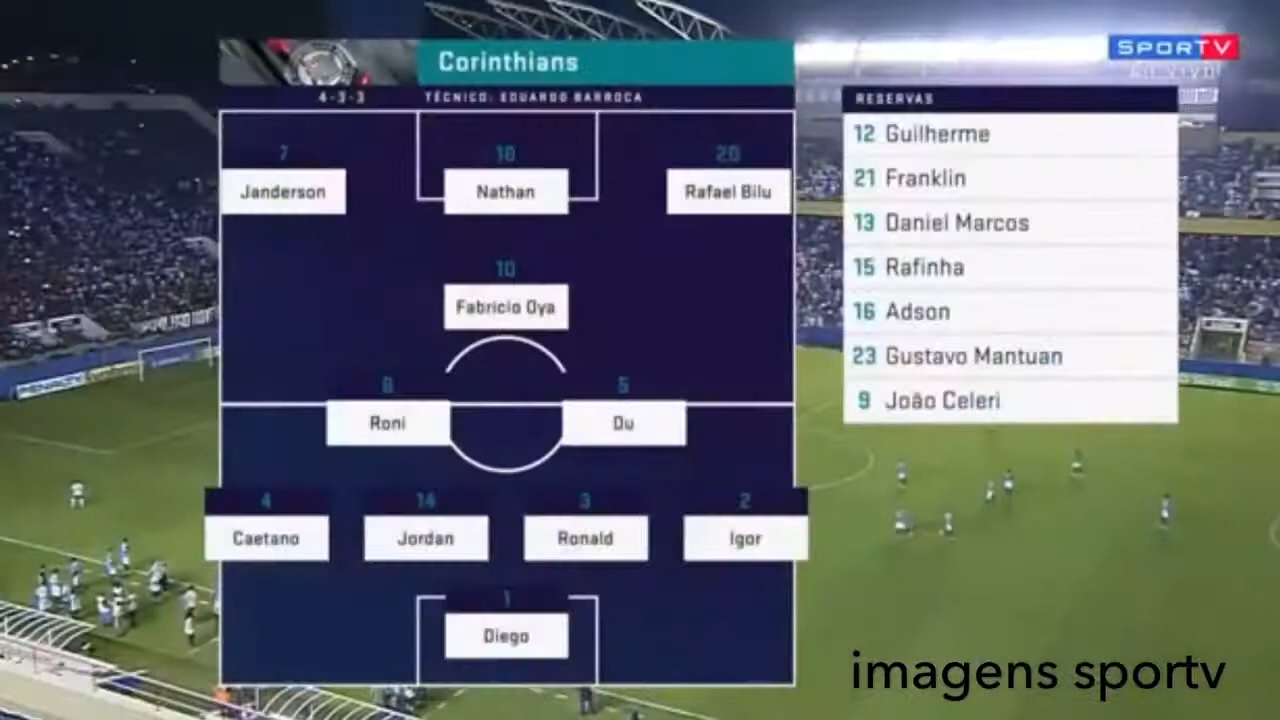 SPORTV
Corinthians
4-3-3 TÉCNICO: EDUARDO BARROCA
7
Janderson
18
Nathan
20
Rafael Bilu
10
Fabricio Oya
8
Roni
5
Du
4
Caetano
14
Jordan
3
Ronald
2
Igor
1
Diego
RESERVAS
12 Guilherme
21 Franklin
13 Daniel Marcos
15 Rafinha
16 Adson
23 Gustavo Mantuan
9 João Celeri
imagens sportv